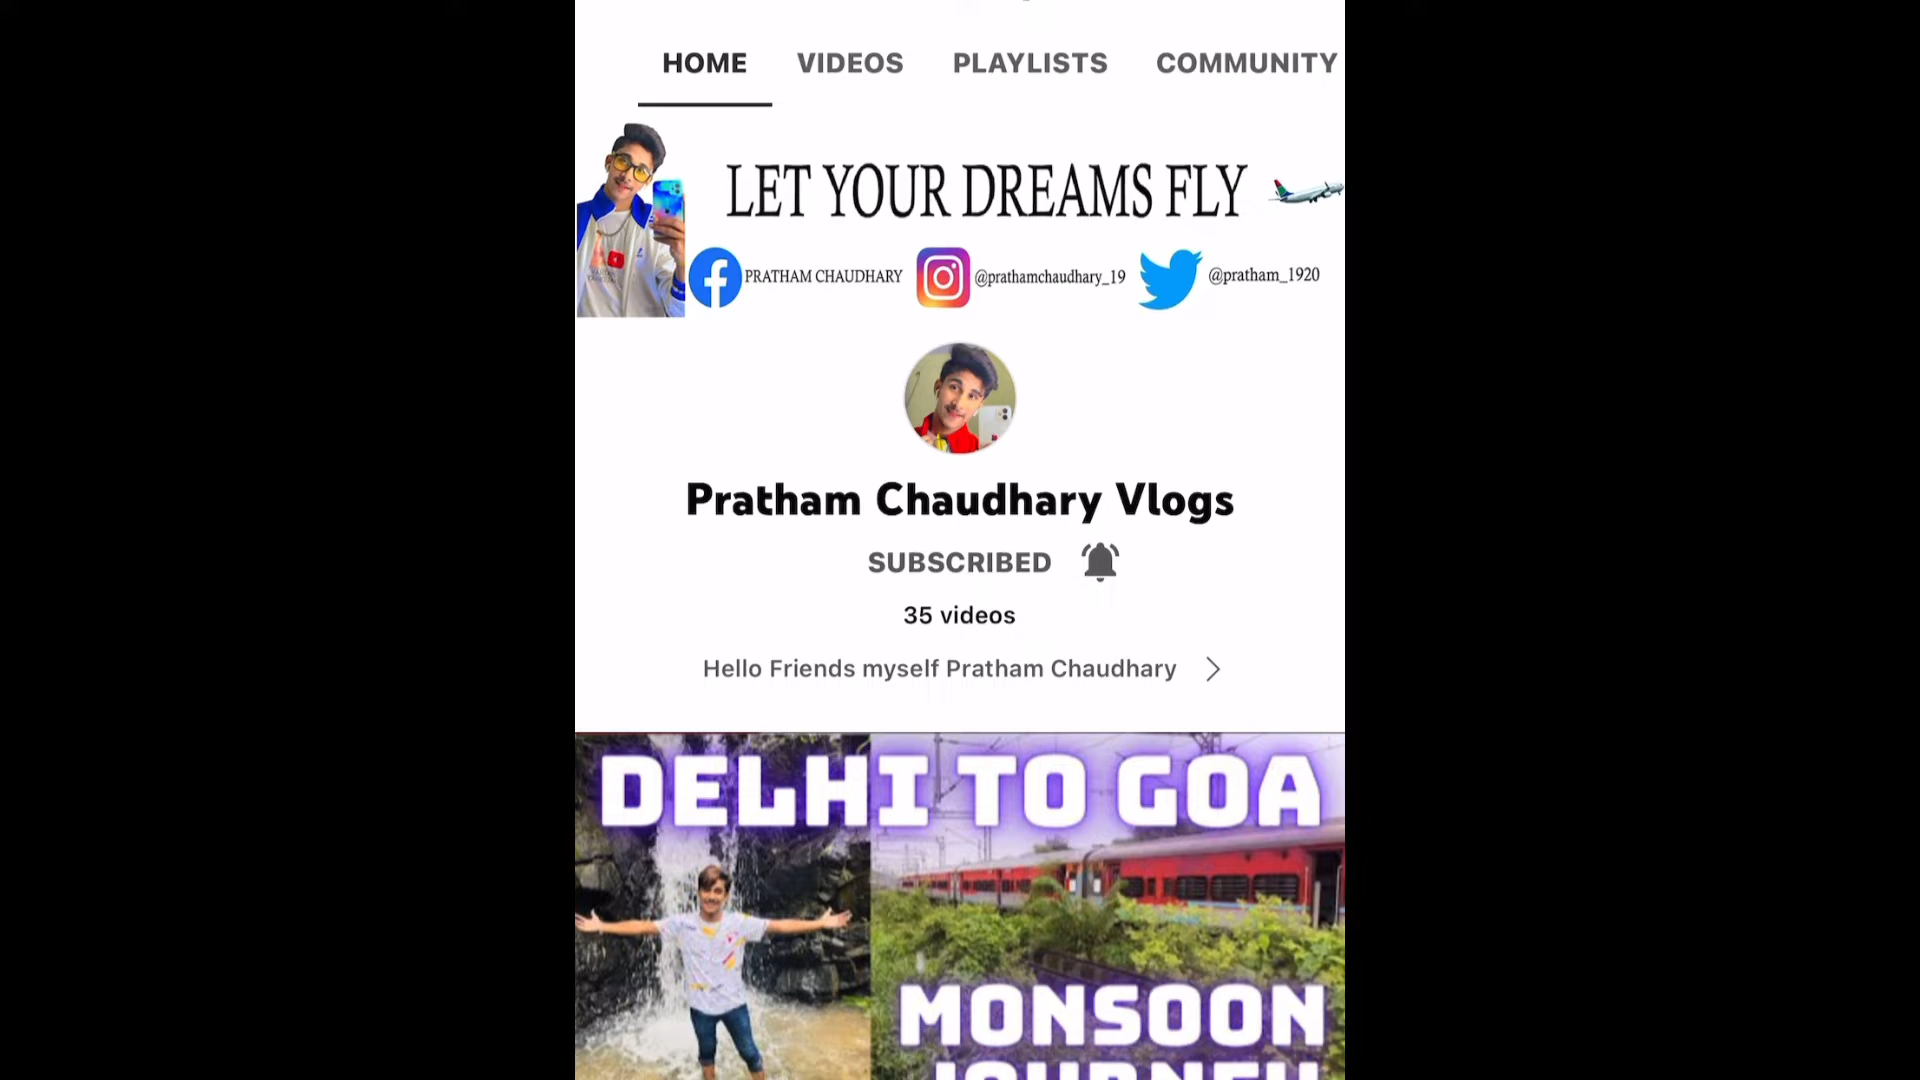 HOME VIDEOS PLAYLISTS COMMUNITY
LET YOUR DREAMS FLY
PRATHAM CHAUDHARY @prathamchaudhary_19 @pratham_1920
Pratham Chaudhary Vlogs
SUBSCRIBED
35 videos
Hello Friends myself Pratham Chaudhary
DELHI TO GOA
MONSOON
JOURNEY